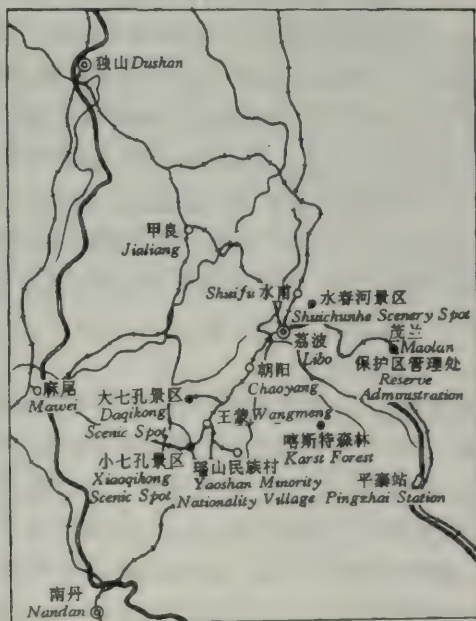 独山 Dushan
甲良
Jialiang
Shuifu 水甫
水春河景区
Shuichunhe Scenery Spot
荔波
Libo
茂兰
Maolan
保护区管理处
Reserve
Administration
朝阳
Chaoyang
麻尾
Mawei
大七孔景区
Daqikong
Scenic Spot
王蒙 Wangmeng
喀斯特森林
Karst Forest
小七孔景区
Xiaoqikong
Scenic Spot
瑶山民族村
Yaoshan Minority
Nationality Village
平寨站
Pingzhai Station
南丹
Nandan